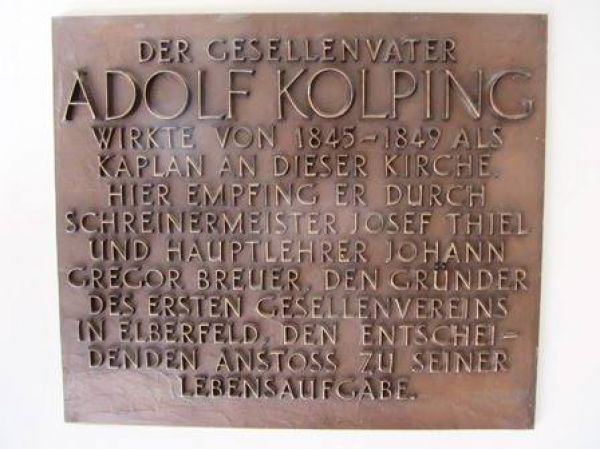 DER GESELLENVATER
ADOLF KOLPING
WIRKTE VON 1845-1849 ALS
KAPLAN AN DIESER KIRCHE.
HIER EMPFING ER DURCH
SCHREINERMEISTER JOSEF THIEL
UND HAUPTLEHRER JOHANN
GREGOR BREUER, DEN GRÜNDER
DES ERSTEN GESELLENVEREINS
IN ELBERFELD, DEN ENTSCHEI-
DENDEN ANSTOSS ZU SEINER
LEBENSAUFGABE.